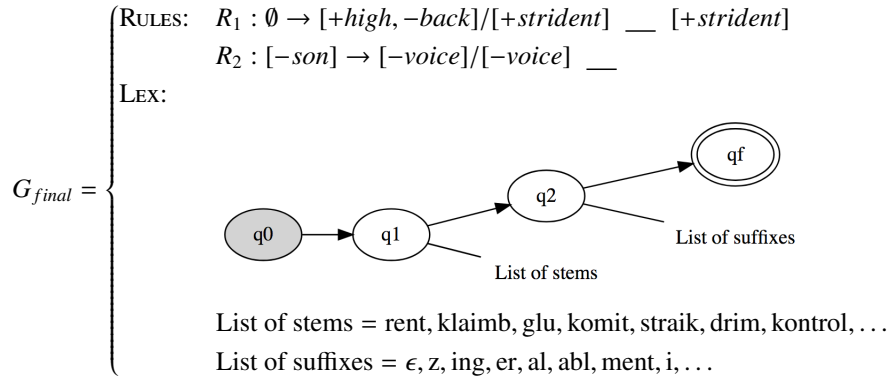 RULES: R₁ : ∅ → [+high, −back]/[+strident] __ [+strident]
R₂ : [−son] → [−voice]/[−voice] __
LEX:
G_final =
qf
q2
q0 q1
List of suffixes
List of stems
List of stems = rent, klaimb, glu, komit, straik, drim, kontrol, . . .
List of suffixes = ϵ, z, ing, er, al, abl, ment, i, . . .